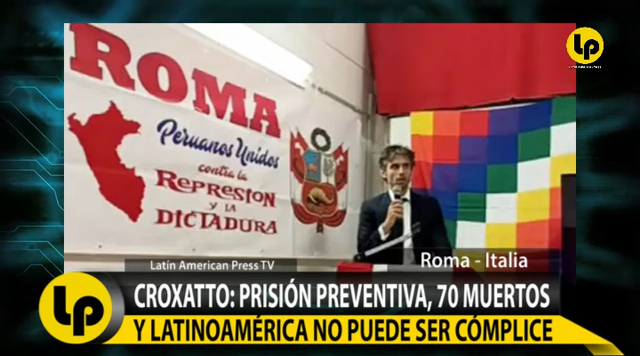 LP
ROMA
Peruanos Unidos
contra la
REPRESION
y la
DICTADURA
Latín American Press TV
Roma - Italia
LP
CROXATTO: PRISIÓN PREVENTIVA, 70 MUERTOS
Y LATINOAMÉRICA NO PUEDE SER CÓMPLICE